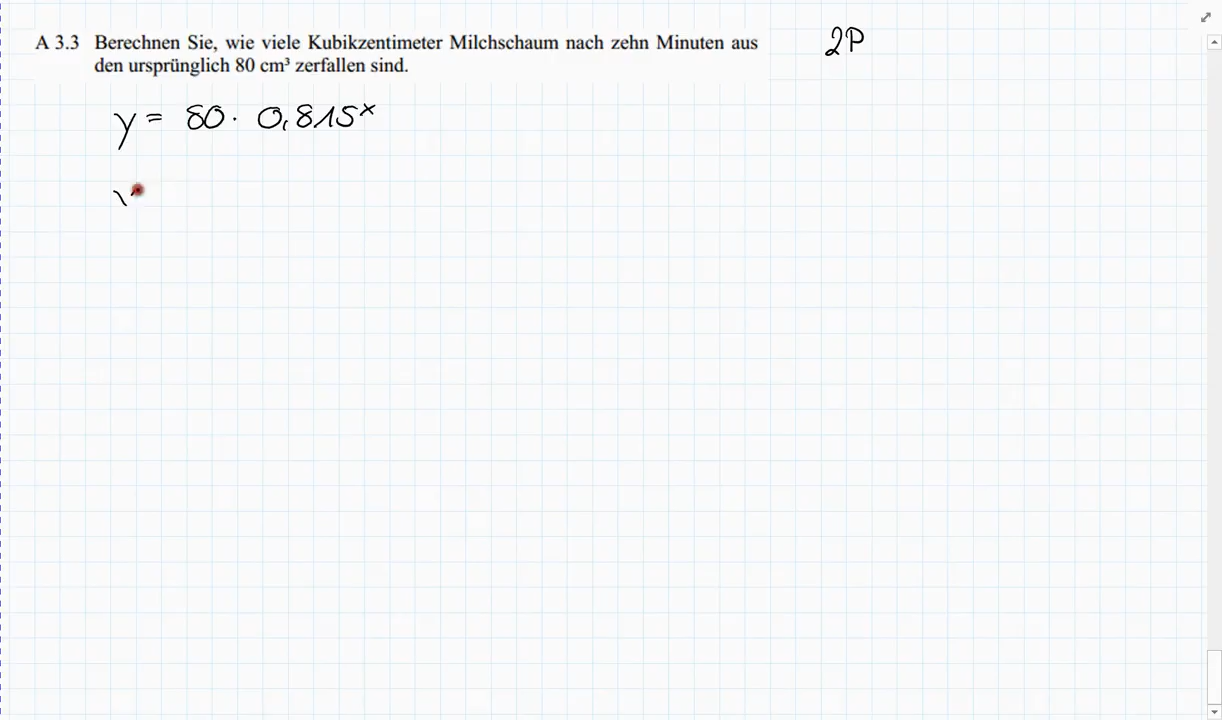 A 3.3 Berechnen Sie, wie viele Kubikzentimeter Milchschaum nach zehn Minuten aus
den ursprünglich 80 cm³ zerfallen sind.
2P
y = 80 · 0,815ˣ